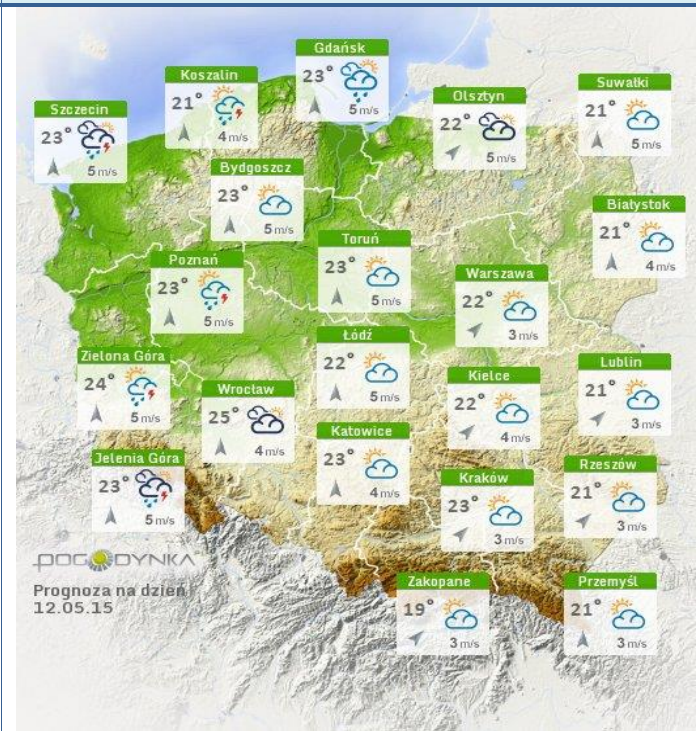 Gdańsk
23°
5 m/s
Koszalin
21°
4 m/s
Szczecin
23°
5 m/s
Olsztyn
22°
5 m/s
Suwałki
21°
5 m/s
Bydgoszcz
23°
5 m/s
Białystok
21°
4 m/s
Toruń
23°
5 m/s
Poznań
23°
5 m/s
Warszawa
22°
3 m/s
Łódź
22°
5 m/s
Zielona Góra
24°
5 m/s
Wrocław
25°
4 m/s
Kielce
22°
4 m/s
Lublin
21°
3 m/s
Katowice
23°
4 m/s
Jelenia Góra
23°
5 m/s
Kraków
23°
3 m/s
Rzeszów
21°
3 m/s
POGODYNKA
Prognoza na dzień
12.05.15
Zakopane
19°
3 m/s
Przemyśl
21°
3 m/s